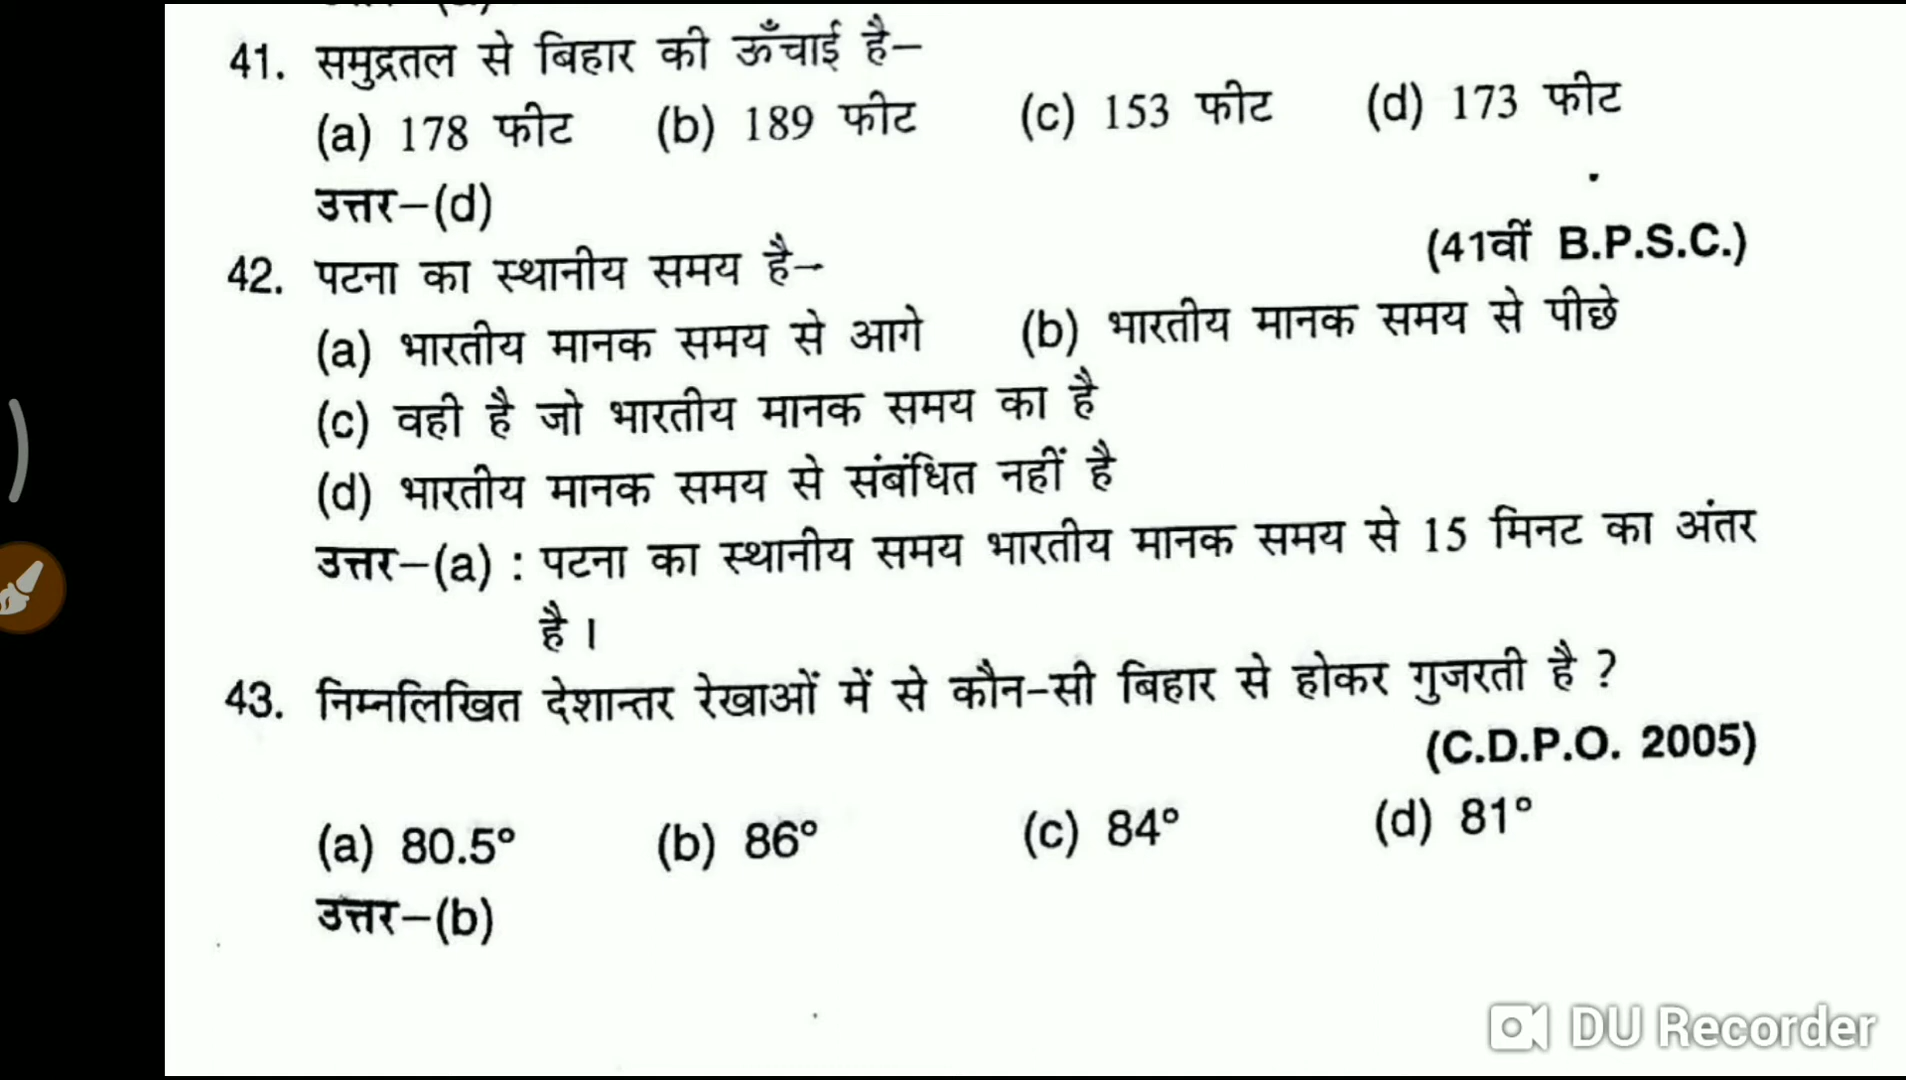 41. समुद्रतल से बिहार की ऊँचाई है–
(a) 178 फीट (b) 189 फीट (c) 153 फीट (d) 173 फीट
उत्तर–(d)
(41वीं B.P.S.C.)
42. पटना का स्थानीय समय है–
(a) भारतीय मानक समय से आगे (b) भारतीय मानक समय से पीछे
(c) वही है जो भारतीय मानक समय का है
(d) भारतीय मानक समय से संबंधित नहीं है
उत्तर–(a) : पटना का स्थानीय समय भारतीय मानक समय से 15 मिनट का अंतर
है।
43. निम्नलिखित देशान्तर रेखाओं में से कौन-सी बिहार से होकर गुजरती है ?
(C.D.P.O. 2005)
(a) 80.5° (b) 86° (c) 84° (d) 81°
उत्तर–(b)
DU Recorder